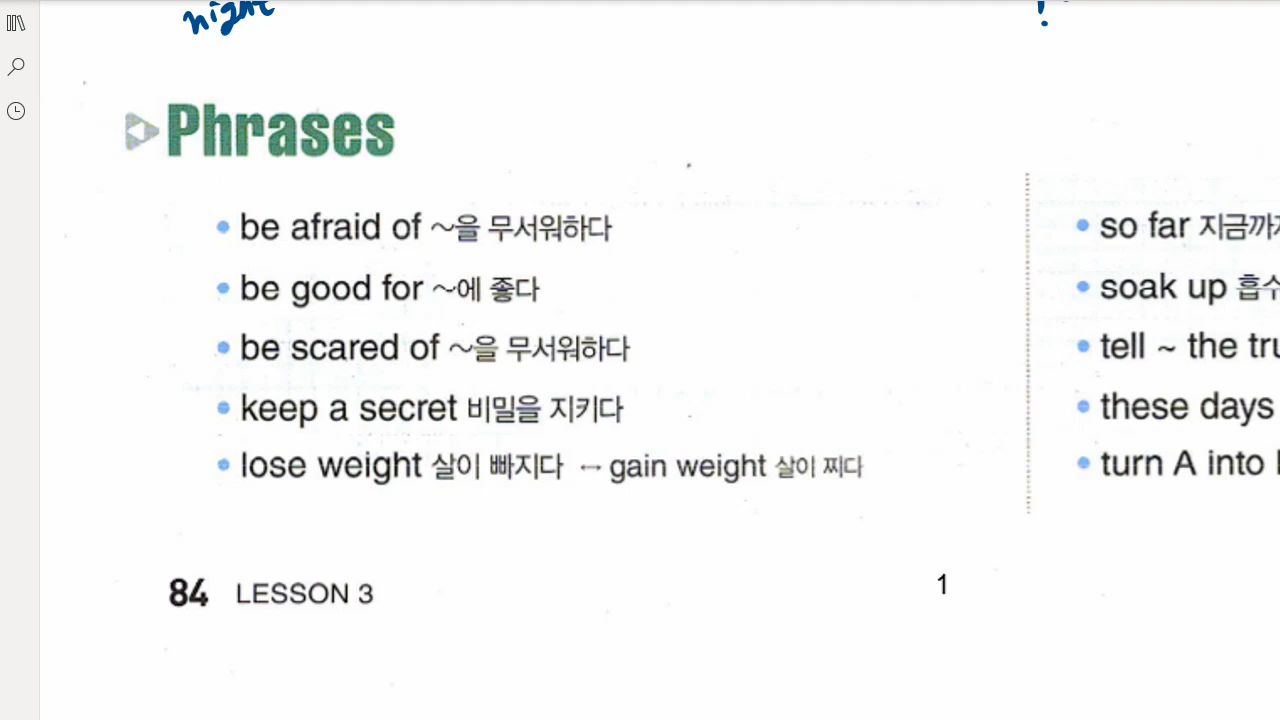 night
!
Phrases
be afraid of ~을 무서워하다
be good for ~에 좋다
be scared of ~을 무서워하다
keep a secret 비밀을 지키다
lose weight 살이 빠지다 ↔ gain weight 살이 찌다
so far 지금까
soak up 흡수
tell ~ the tru
these days
turn A into
84 LESSON 3
1